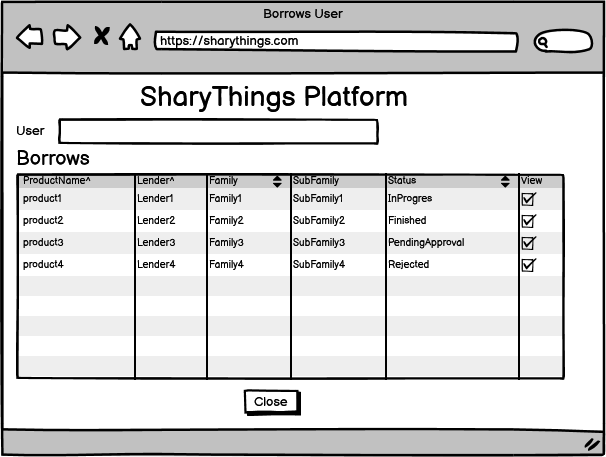 Borrows User
https://sharythings.com
SharyThings Platform
User
Borrows
ProductName^ Lender^ Family SubFamily Status View
product1 Lender1 Family1 SubFamily1 InProgres
product2 Lender2 Family2 SubFamily2 Finished
product3 Lender3 Family3 SubFamily3 PendingApproval
product4 Lender4 Family4 SubFamily4 Rejected
Close